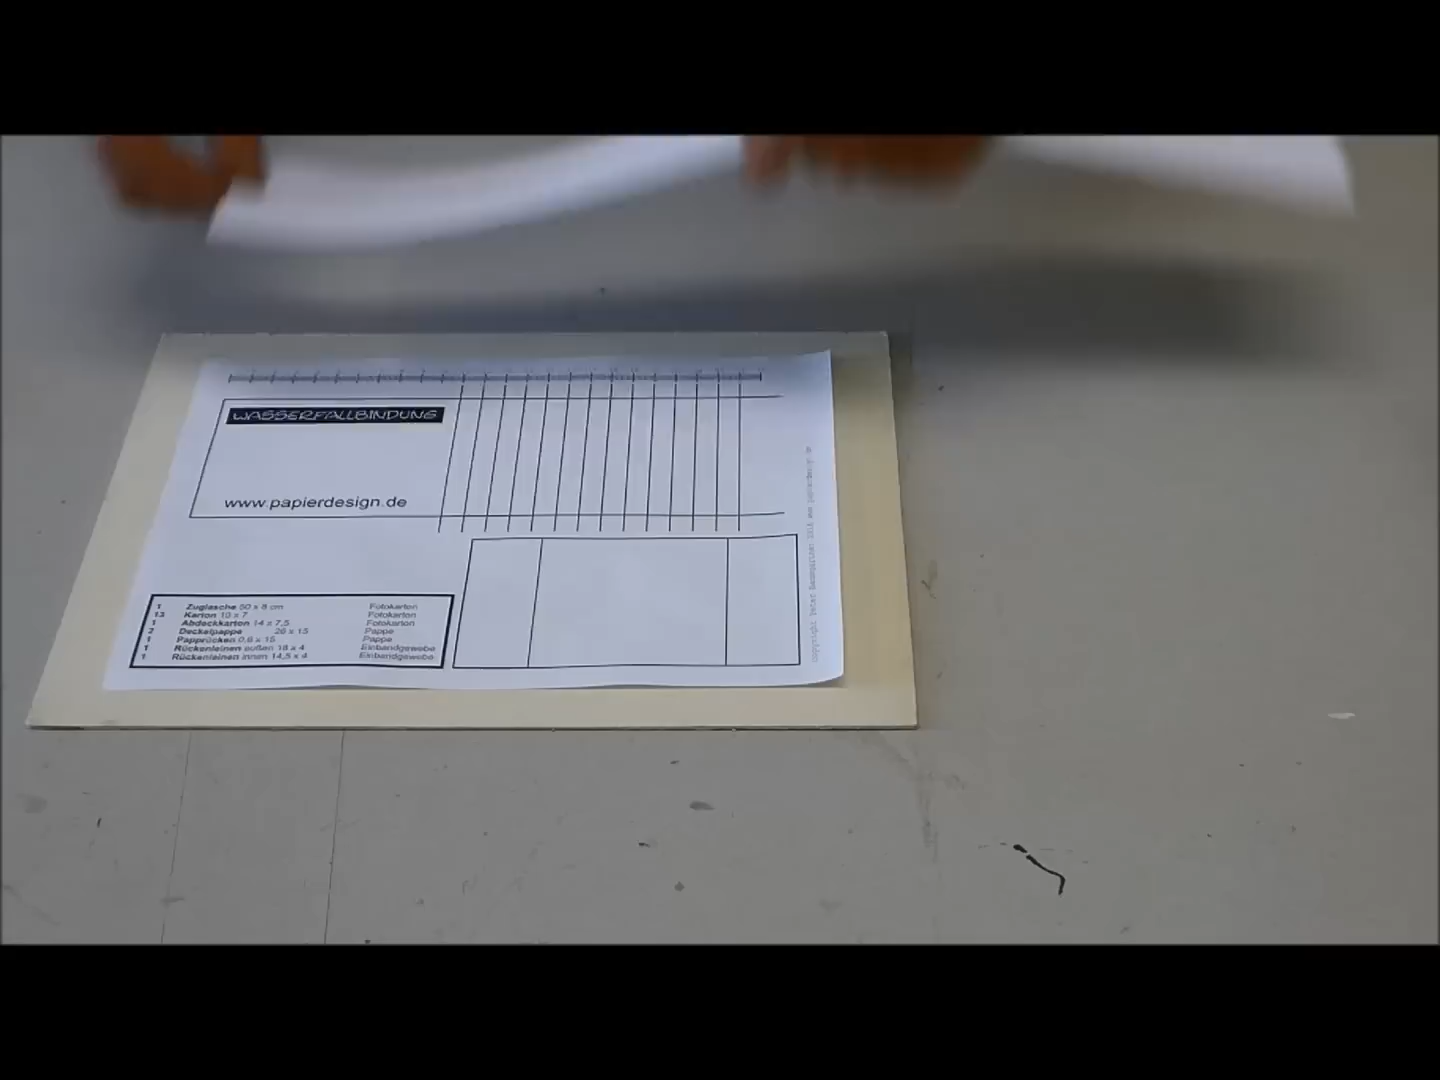 WASSERFALLBINDUNG
www.papierdesign.de
1 Zuglasche 50 x 8 cm Fotokarton
13 Karton 10 x 7 Fotokarton
1 Abdeckkarton 14 x 7,5 Fotokarton
2 Deckelpappe 26 x 15 Pappe
1 Papprücken 0,6 x 15 Pappe
1 Rückenleinen außen 18 x 4 Einbandgewebe
1 Rückenleinen innen 14,5 x 4 Einbandgewebe